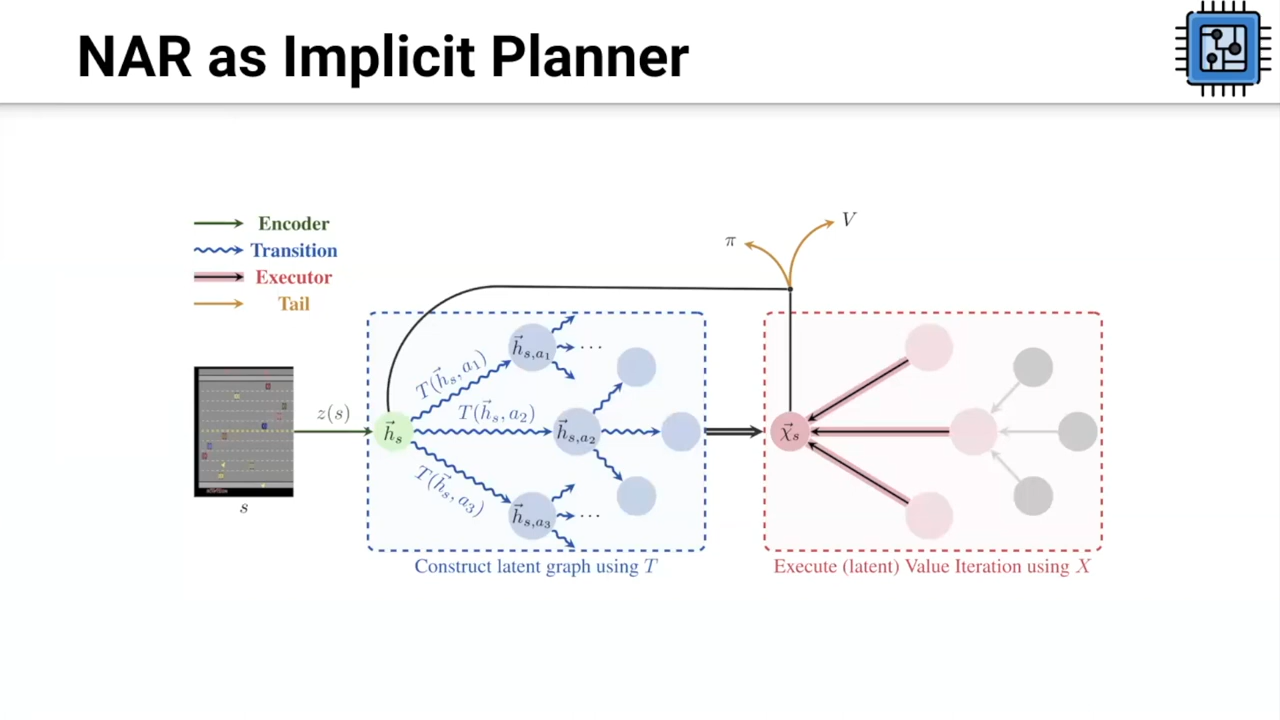 NAR as Implicit Planner
Encoder
Transition
Executor
Tail
π
V
z(s)
s
h⃗ₛ
T(h⃗ₛ, a₁)
T(h⃗ₛ, a₂)
T(h⃗ₛ, a₃)
h⃗ₛ,ₐ₁
...
h⃗ₛ,ₐ₂
h⃗ₛ,ₐ₃
...
χ⃗ₛ
Construct latent graph using T
Execute (latent) Value Iteration using X